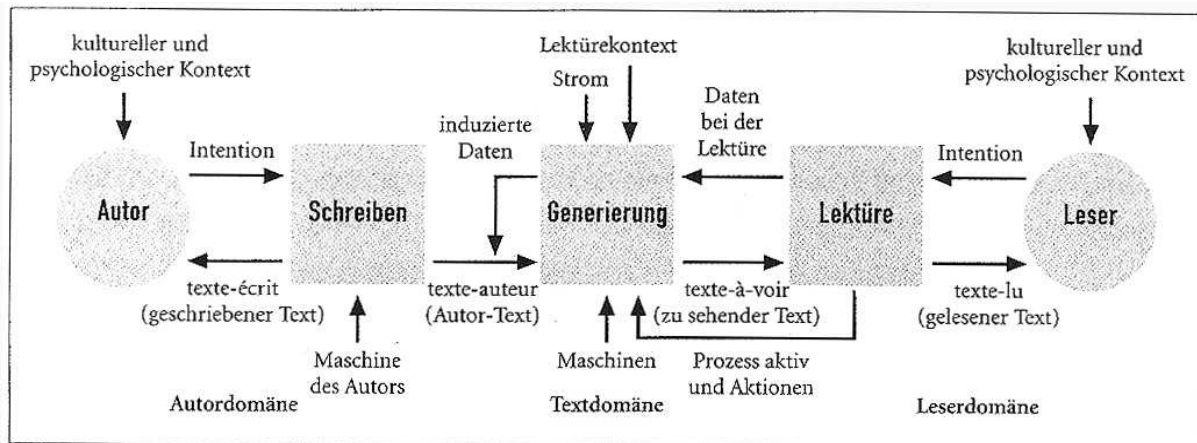 kultureller und
psychologischer Kontext
Lektürekontext
kultureller und
psychologischer Kontext
Strom
induzierte
Daten
Daten
bei der
Lektüre
Intention
Intention
Autor
Schreiben
Generierung
Lektüre
Leser
texte-écrit
(geschriebener Text)
texte-auteur
(Autor-Text)
texte-à-voir
(zu sehender Text)
texte-lu
(gelesener Text)
Maschine
des Autors
Maschinen
Prozess aktiv
und Aktionen
Autordomäne
Textdomäne
Leserdomäne